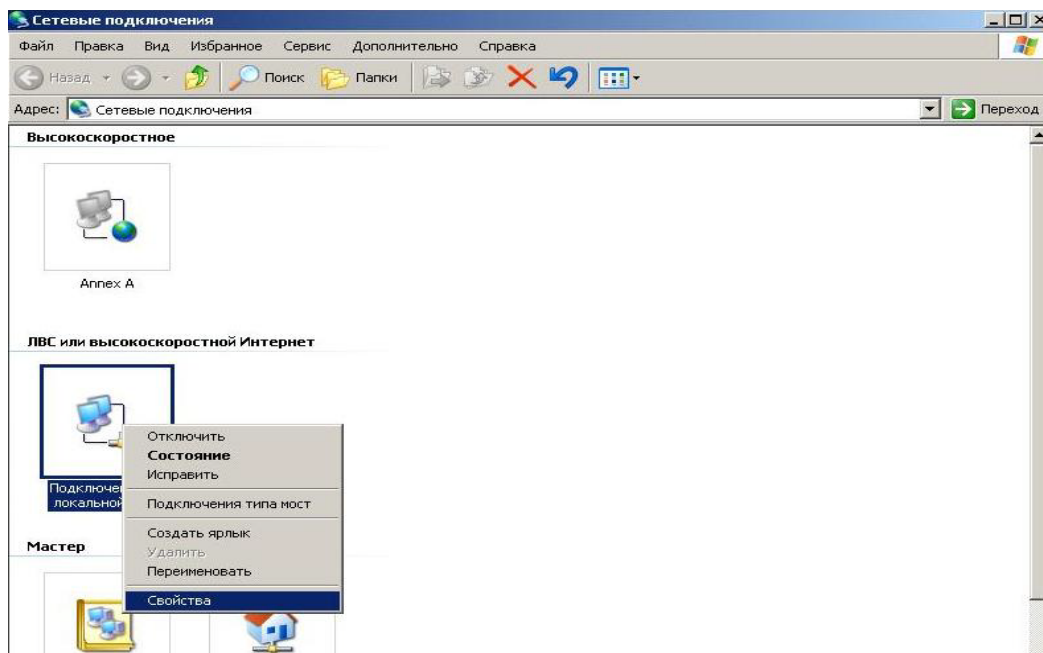 Сетевые подключения
Файл Правка Вид Избранное Сервис Дополнительно Справка
Назад Поиск Папки
Адрес: Сетевые подключения Переход
Высокоскоростное
Annex A
ЛВС или высокоскоростной Интернет
Отключить
Состояние
Исправить
Подключения типа мост
Создать ярлык
Удалить
Переименовать
Свойства
локальной
Мастер